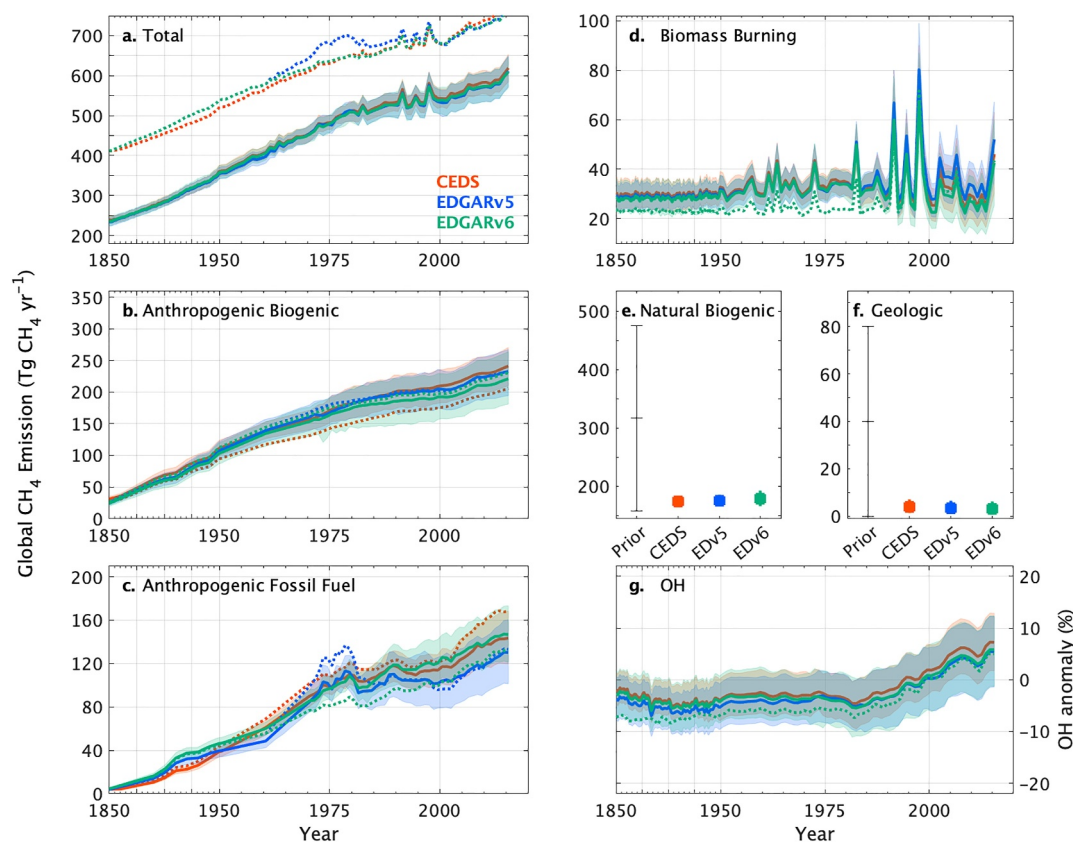 a. Total
700
600
500
400
300
200
1850
1950
1975
2000
CEDS
EDGARv5
EDGARv6
d. Biomass Burning
100
80
60
40
20
1850
1950
1975
2000
Global CH4 Emission (Tg CH4 yr−1)
b. Anthropogenic Biogenic
350
300
250
200
150
100
50
0
1850
1950
1975
2000
e. Natural Biogenic
500
400
300
200
Prior
CEDS
EDv5
EDv6
f. Geologic
80
60
40
20
0
Prior
CEDS
EDv5
EDv6
c. Anthropogenic Fossil Fuel
200
160
120
80
40
0
1850
1950
1975
2000
Year
g. OH
20
10
0
−10
−20
OH anomaly (%)
1850
1950
1975
2000
Year